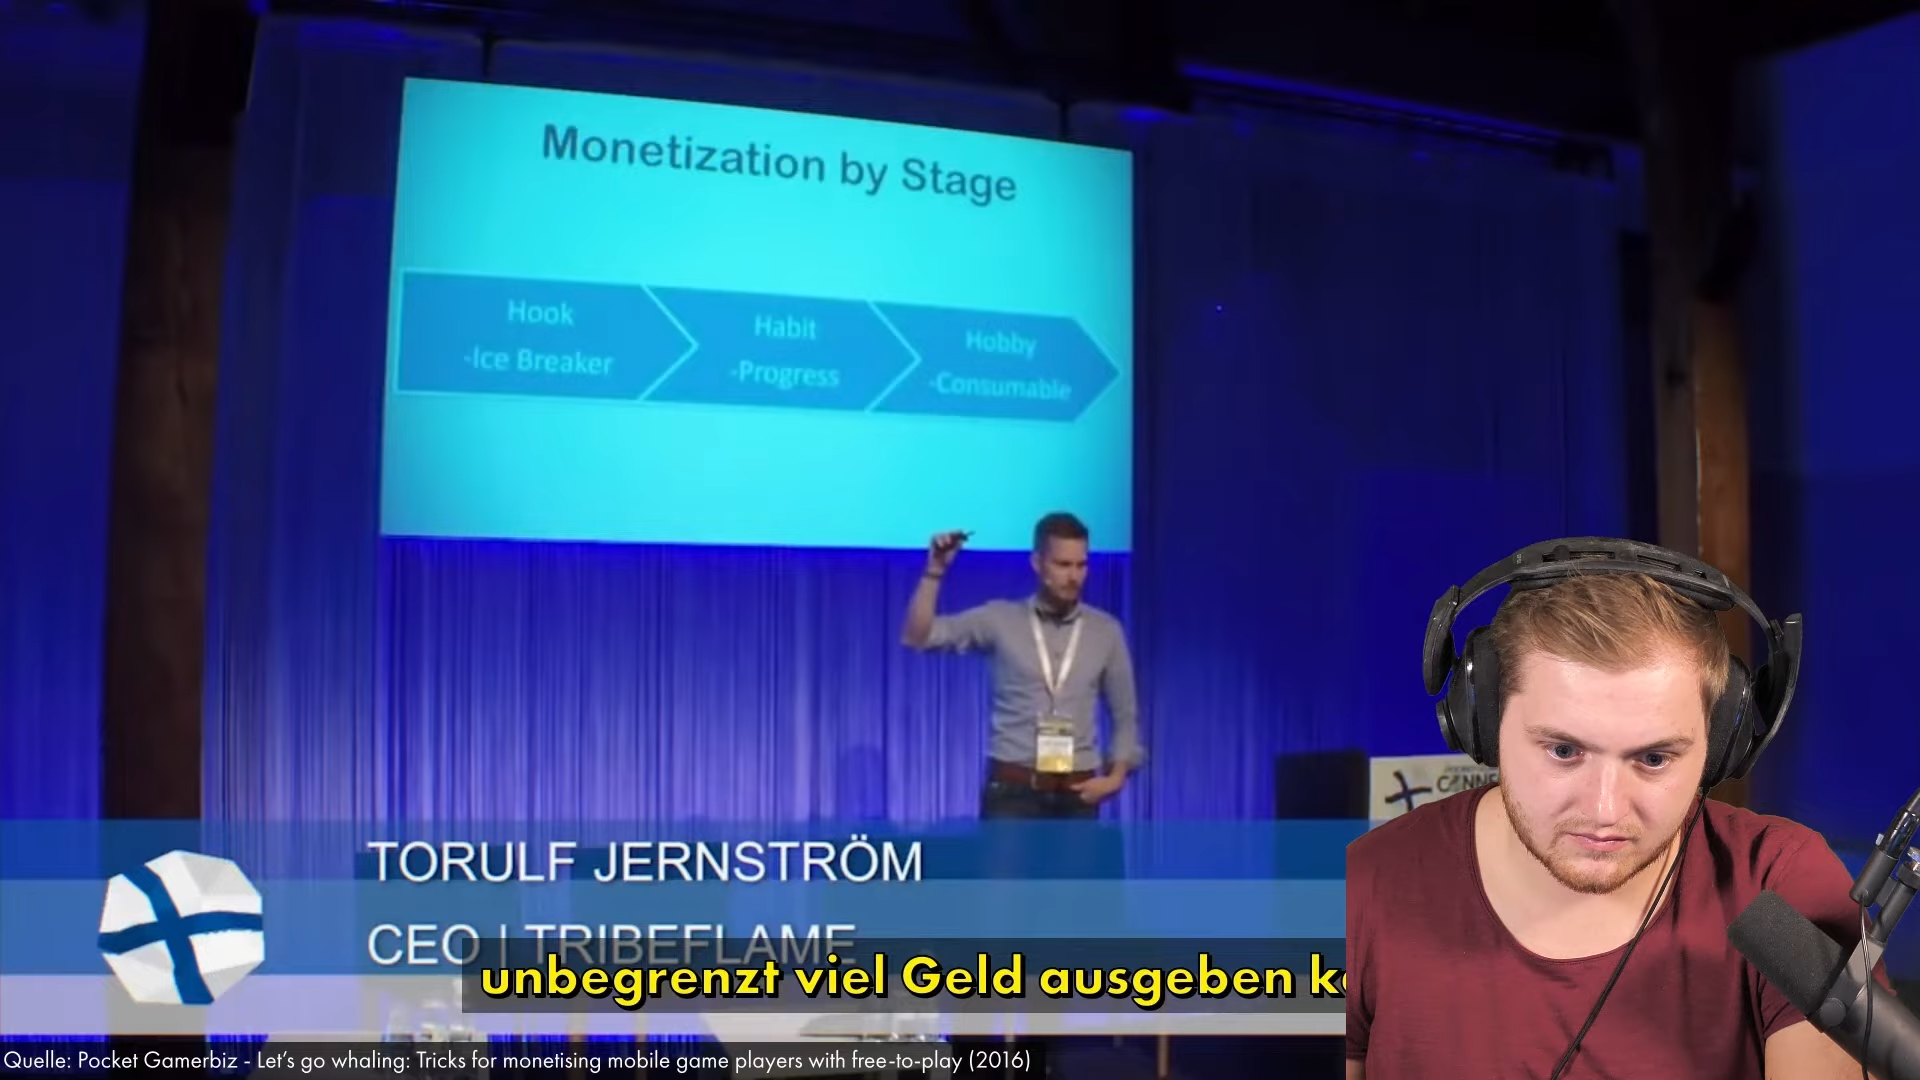 Monetization by Stage
Hook
-Ice Breaker
Habit
-Progress
Hobby
-Consumable
TORULF JERNSTRÖM
CEO | TRIBEFLAME
unbegrenzt viel Geld ausgeben
Quelle: Pocket Gamerbiz - Let's go whaling: Tricks for monetising mobile game players with free-to-play (2016)